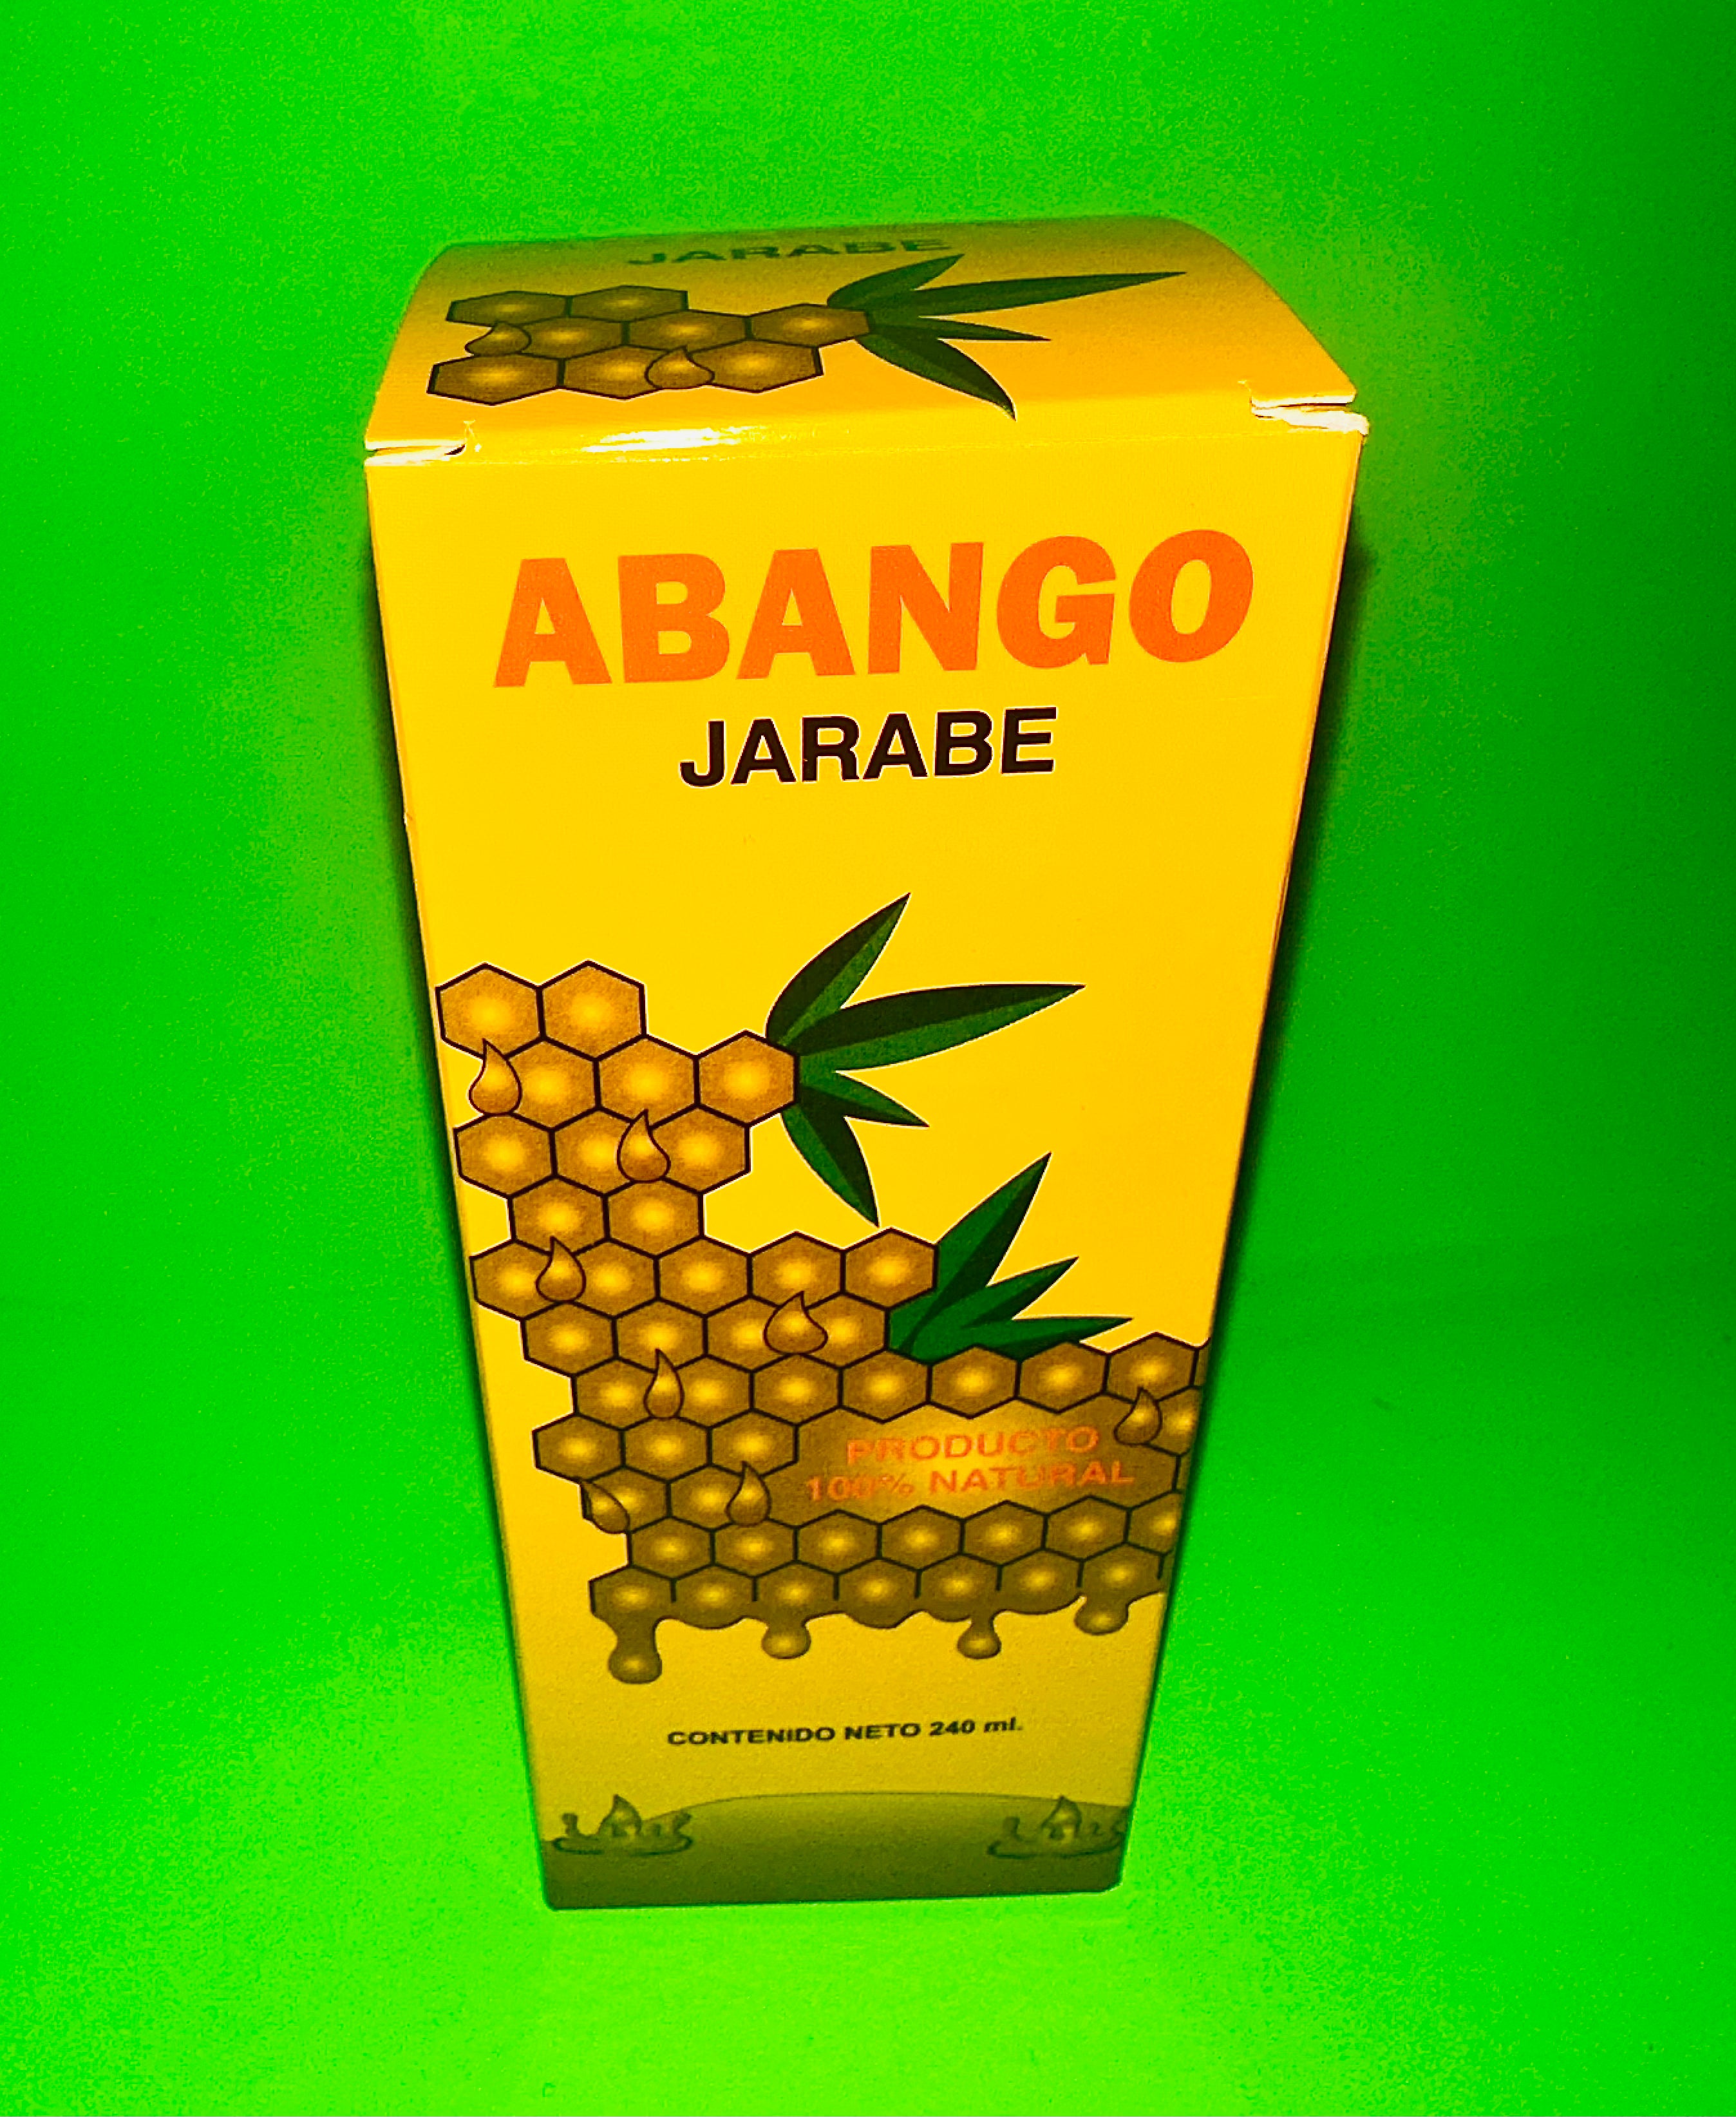 JARABE
ABANGO
JARABE
PRODUCTO
100% NATURAL
CONTENIDO NETO 240 ml.